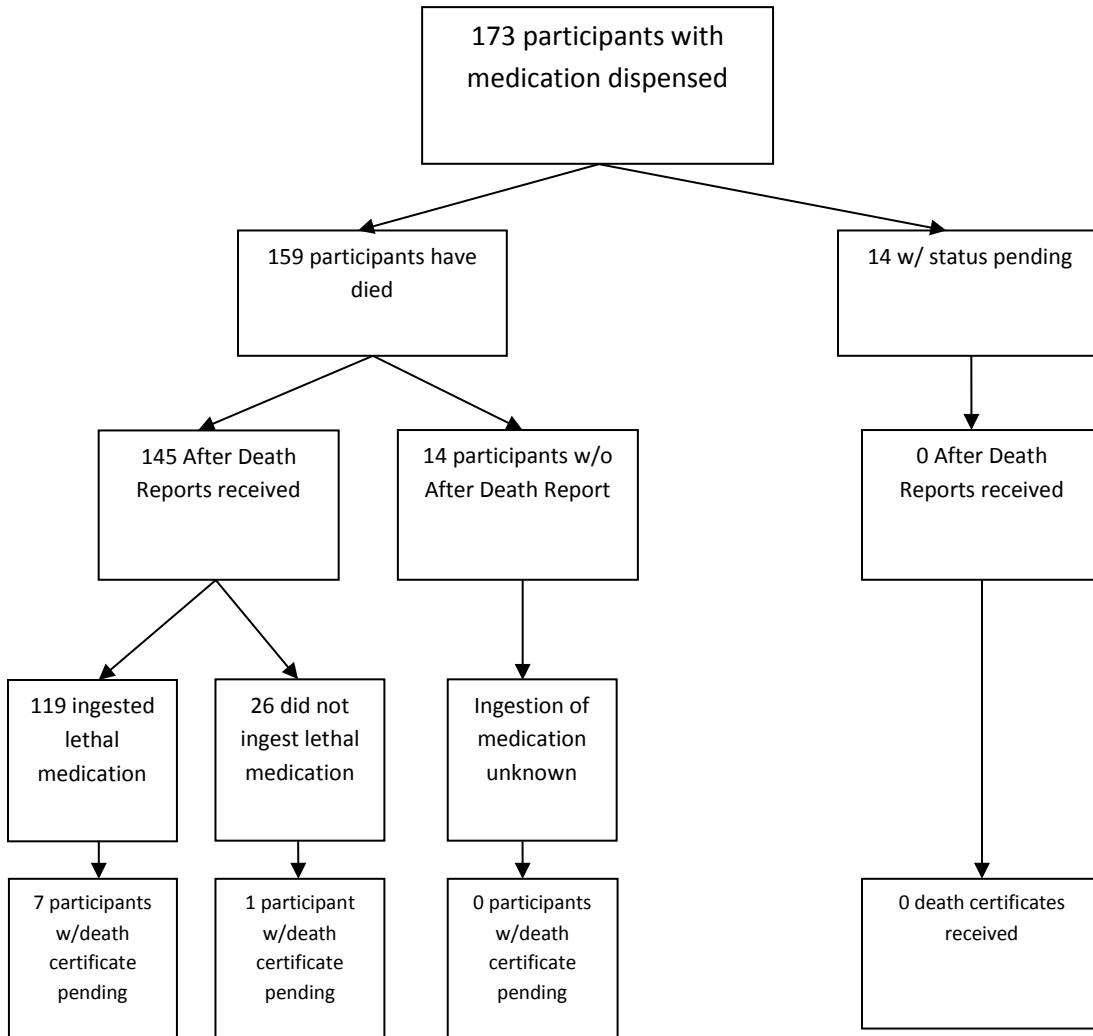 173 participants with
medication dispensed
159 participants have
died
14 w/ status pending
145 After Death
Reports received
14 participants w/o
After Death Report
0 After Death
Reports received
119 ingested
lethal
medication
26 did not
ingest lethal
medication
Ingestion of
medication
unknown
7 participants
w/death
certificate
pending
1 participant
w/death
certificate
pending
0 participants
w/death
certificate
pending
0 death certificates
received